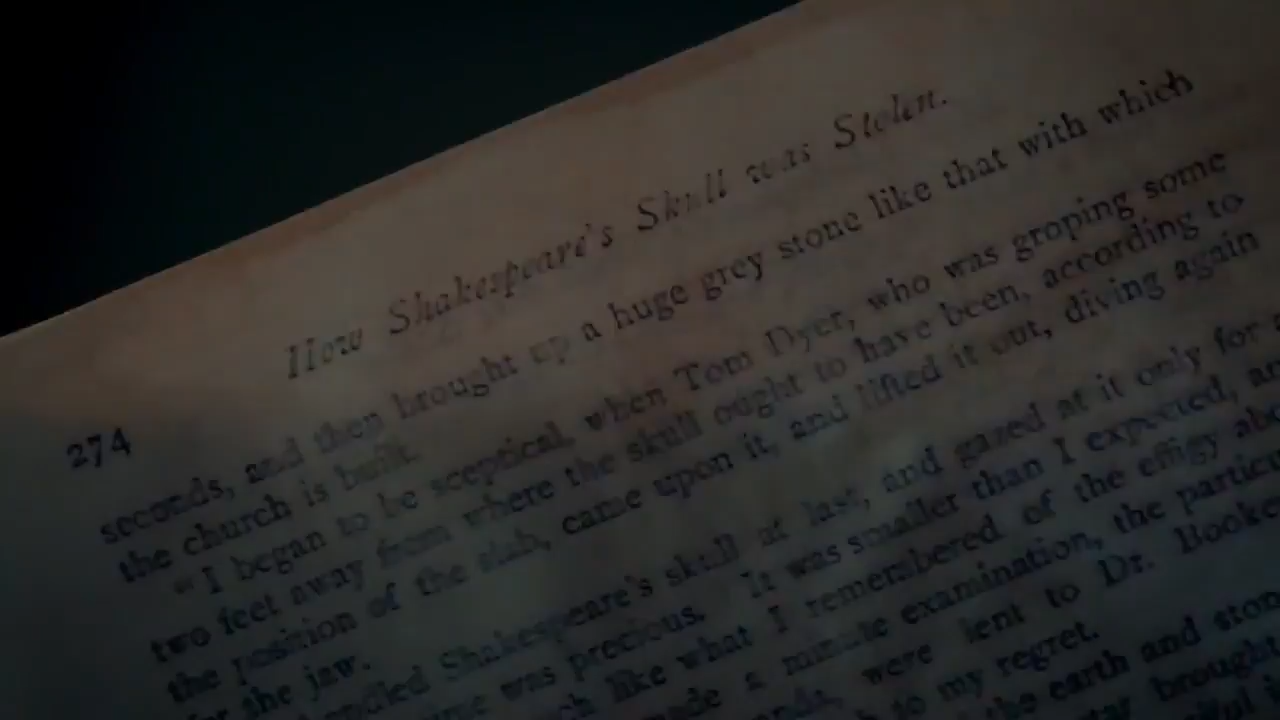 How Shakespeare's Skull was Stolen.
274
seconds, and then brought up a huge grey stone like that with which
the church is built.
"I began to be sceptical, when Tom Dyer, who was groping some
two feet away from where the skull ought to have been, according to
the position of the slab, came upon it, and lifted it out, diving again
for the jaw.
handled Shakespeare's skull at last, and gazed at it only for
was precious. It was smaller than I expected, and
like what I remembered of the effigy abo
made a minute examination, the particu
were lent to Dr. Booke
to my regret.
the earth and ston
brought